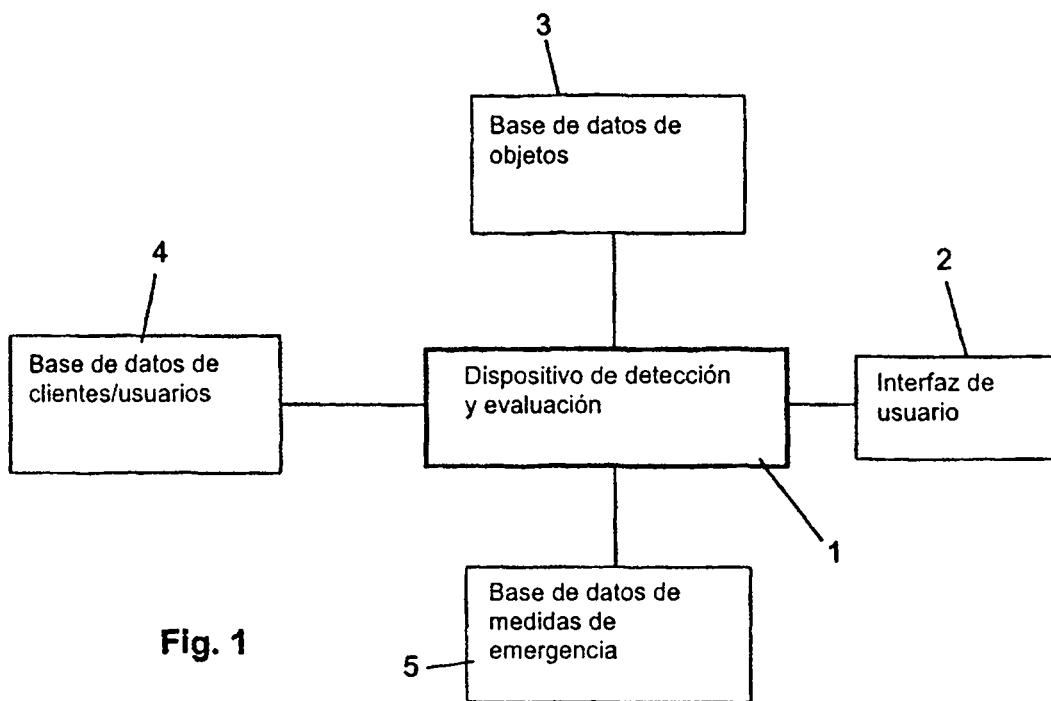 3
Base de datos de
objetos
4
2
Base de datos de
clientes/usuarios
Dispositivo de detección
y evaluación
Interfaz de
usuario
1
Base de datos de
medidas de
emergencia
5
Fig. 1